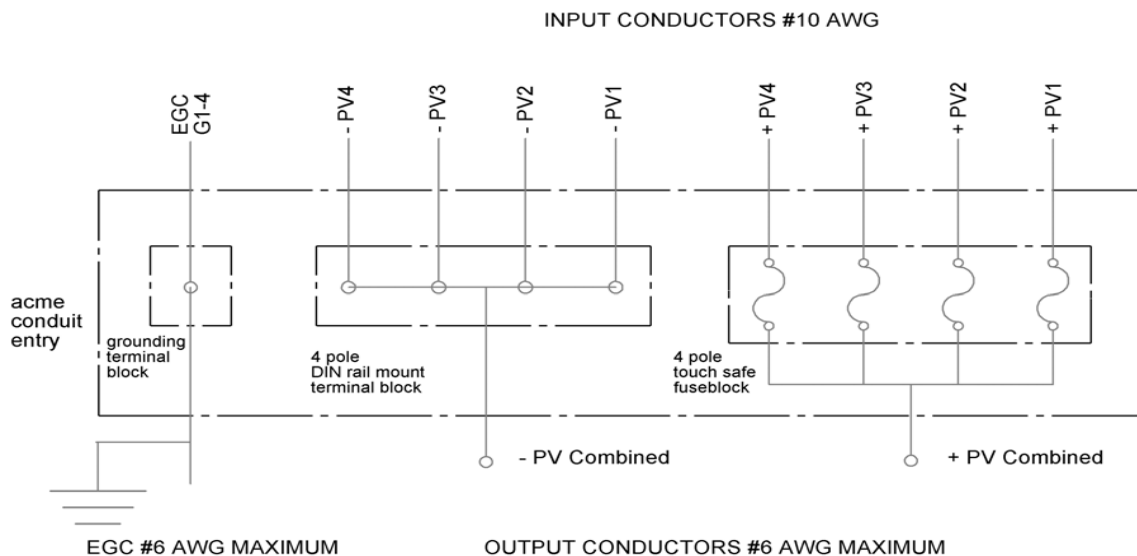 INPUT CONDUCTORS #10 AWG
EGC
G1-4
- PV4
- PV3
- PV2
- PV1
+ PV4
+ PV3
+ PV2
+ PV1
acme
conduit
entry
grounding
terminal
block
4 pole
DIN rail mount
terminal block
4 pole
touch safe
fuseblock
- PV Combined
+ PV Combined
EGC #6 AWG MAXIMUM
OUTPUT CONDUCTORS #6 AWG MAXIMUM